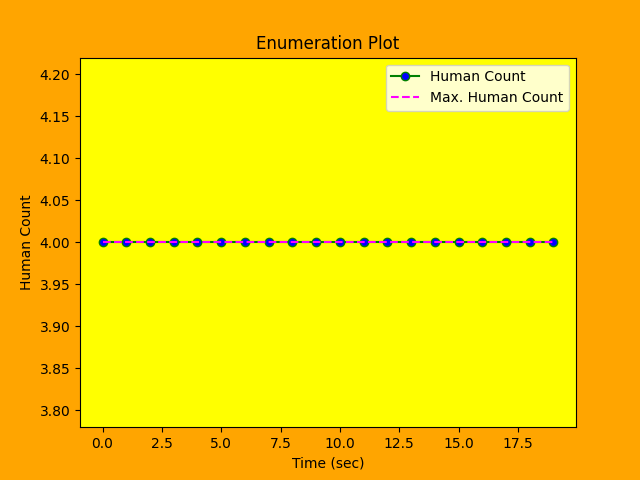 Enumeration Plot
Human Count
Max. Human Count
4.20
4.15
4.10
4.05
4.00
3.95
3.90
3.85
3.80
Human Count
0.0 2.5 5.0 7.5 10.0 12.5 15.0 17.5
Time (sec)